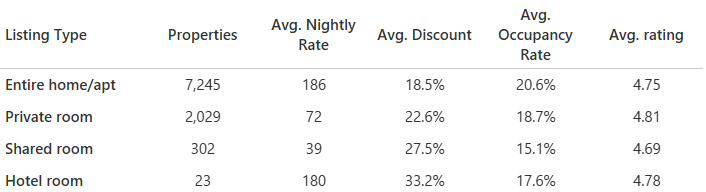 Listing Type Properties Avg. Nightly Rate Avg. Discount Avg. Occupancy Rate Avg. rating
Entire home/apt 7,245 186 18.5% 20.6% 4.75
Private room 2,029 72 22.6% 18.7% 4.81
Shared room 302 39 27.5% 15.1% 4.69
Hotel room 23 180 33.2% 17.6% 4.78